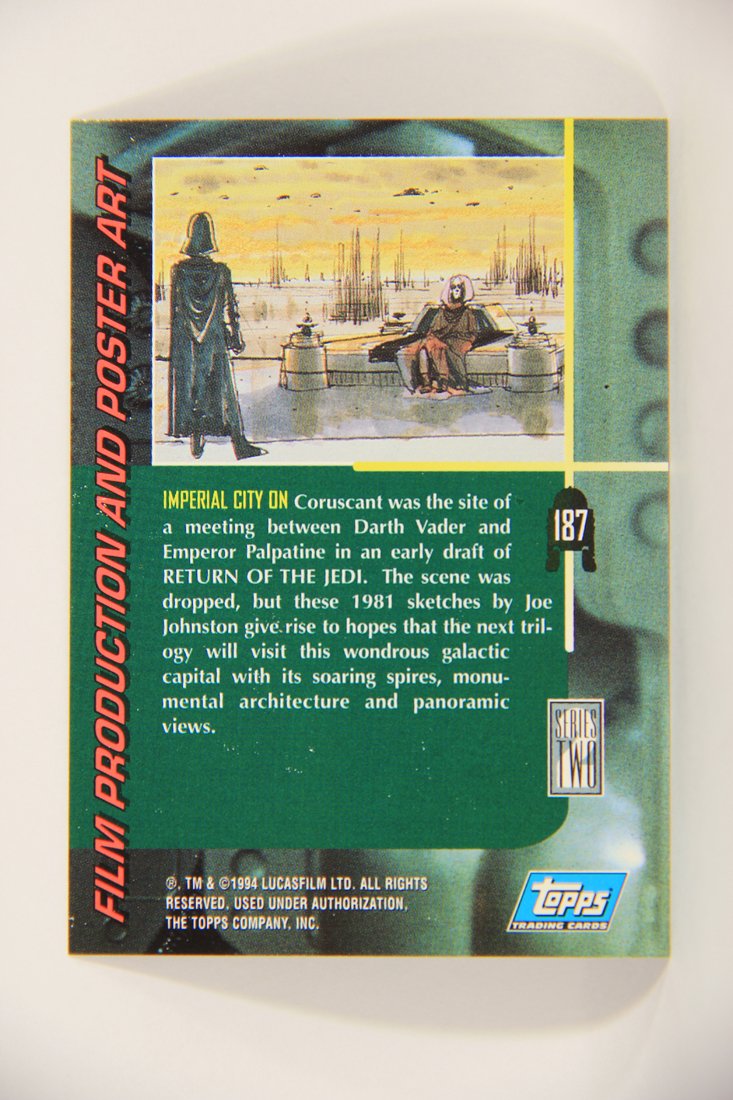 FILM PRODUCTION AND POSTER ART
IMPERIAL CITY ON Coruscant was the site of
a meeting between Darth Vader and
Emperor Palpatine in an early draft of
RETURN OF THE JEDI. The scene was
dropped, but these 1981 sketches by Joe
Johnston give rise to hopes that the next tril-
ogy will visit this wondrous galactic
capital with its soaring spires, monu-
mental architecture and panoramic
views.
187
SERIES
TWO
®, TM & ©1994 LUCASFILM LTD. ALL RIGHTS
RESERVED. USED UNDER AUTHORIZATION.
THE TOPPS COMPANY, INC.
topps
TRADING CARDS